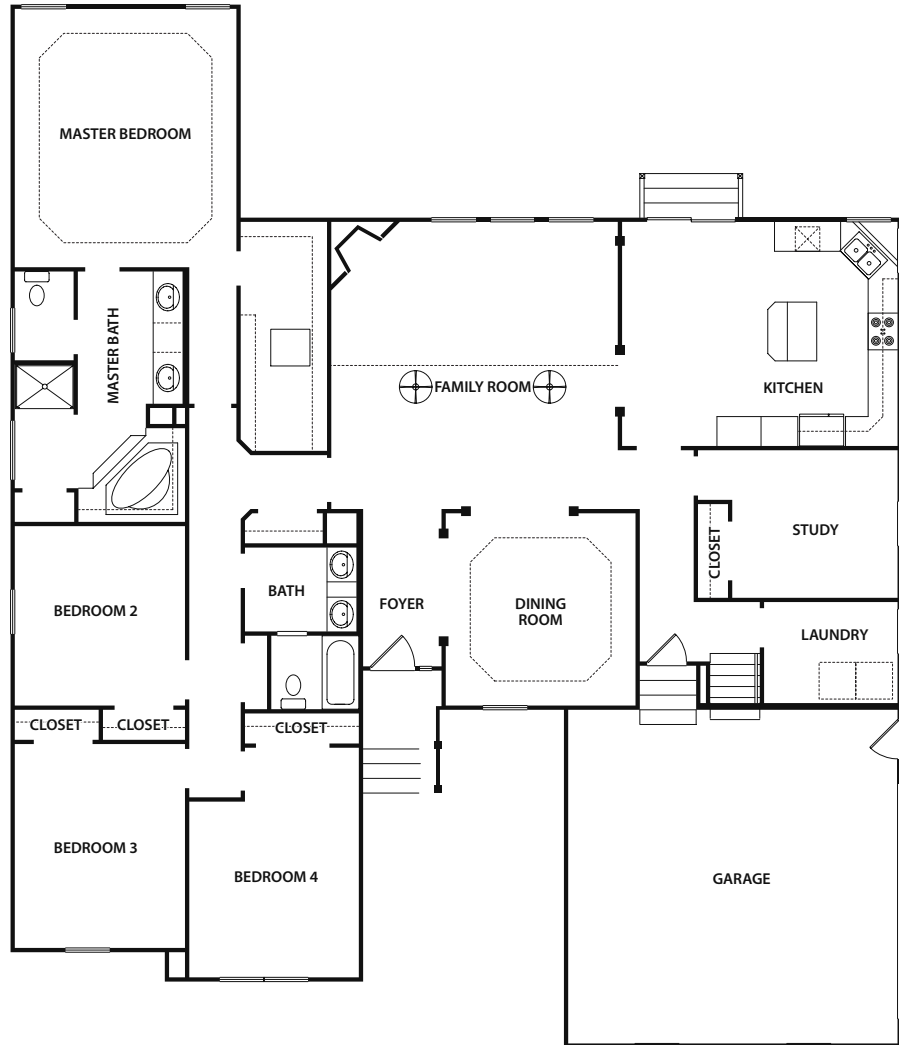 MASTER BEDROOM
MASTER BATH
FAMILY ROOM
KITCHEN
STUDY
CLOSET
BATH
BEDROOM 2
FOYER
DINING
ROOM
LAUNDRY
CLOSET
CLOSET
CLOSET
BEDROOM 3
BEDROOM 4
GARAGE